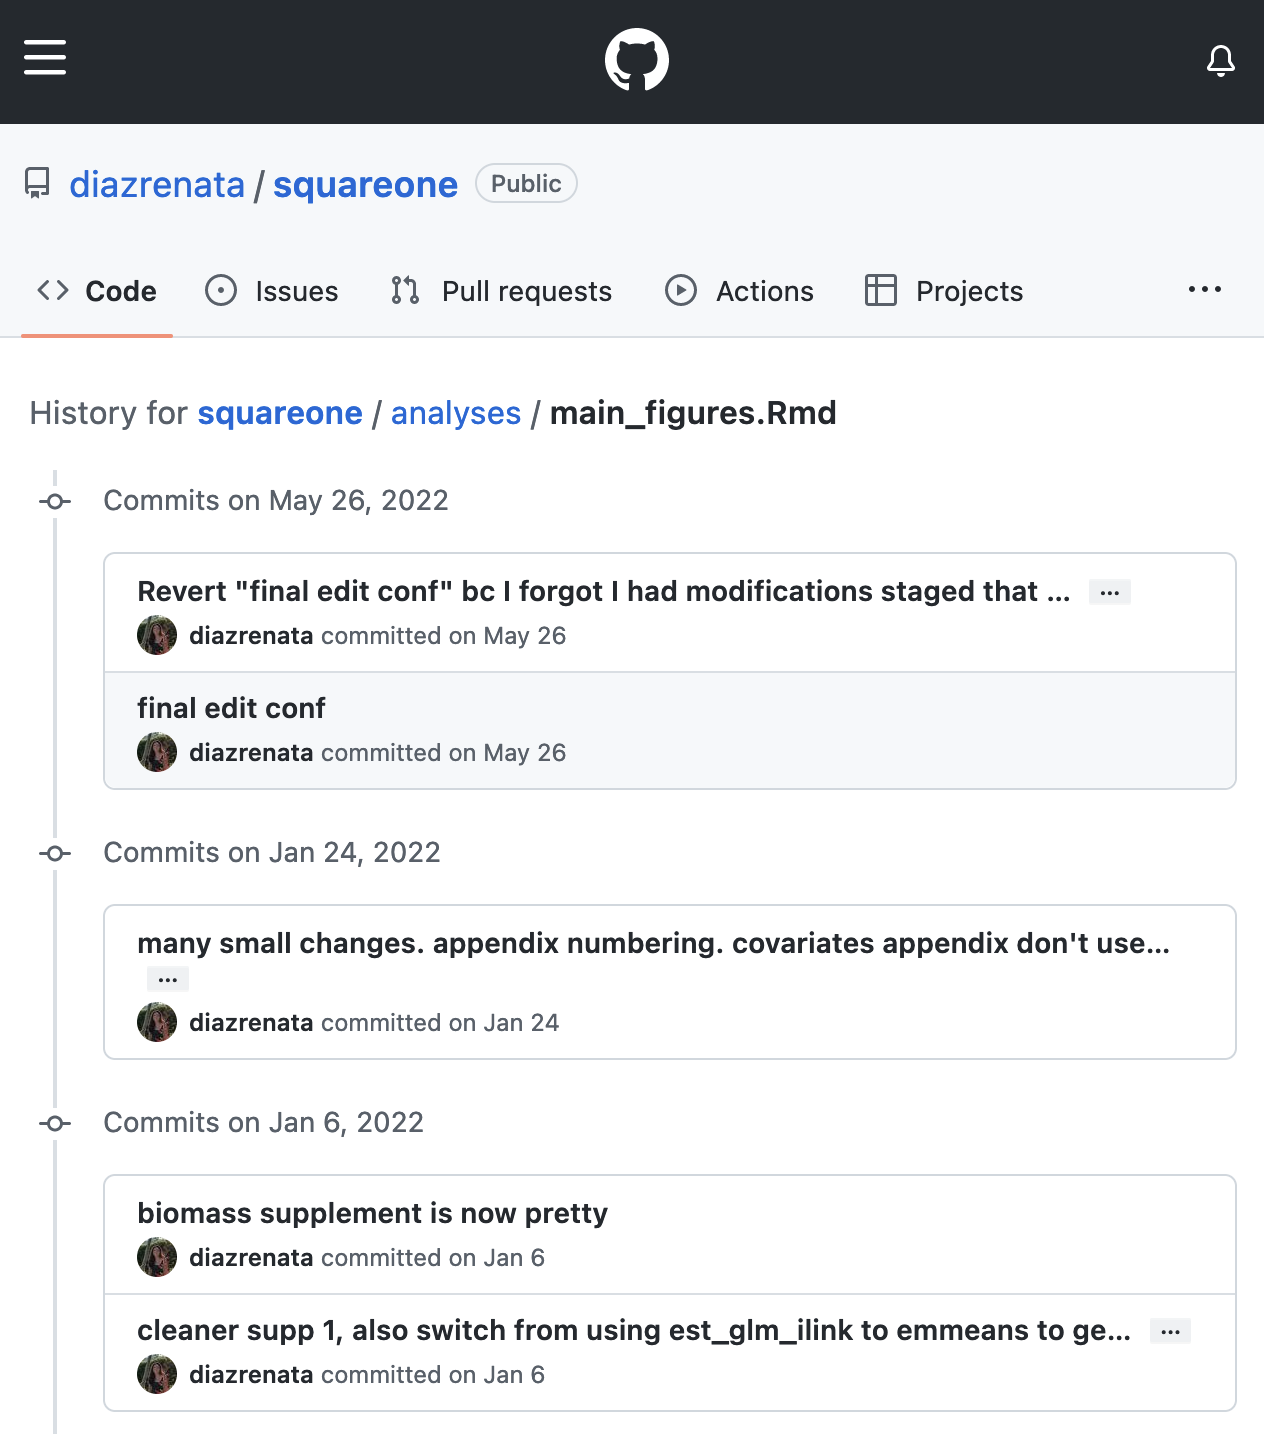 diazrenata / squareone Public
Code Issues Pull requests Actions Projects ...
History for squareone / analyses / main_figures.Rmd
Commits on May 26, 2022
Revert "final edit conf" bc I forgot I had modifications staged that ... ...
diazrenata committed on May 26
final edit conf
diazrenata committed on May 26
Commits on Jan 24, 2022
many small changes. appendix numbering. covariates appendix don't use...
...
diazrenata committed on Jan 24
Commits on Jan 6, 2022
biomass supplement is now pretty
diazrenata committed on Jan 6
cleaner supp 1, also switch from using est_glm_ilink to emmeans to ge... ...
diazrenata committed on Jan 6